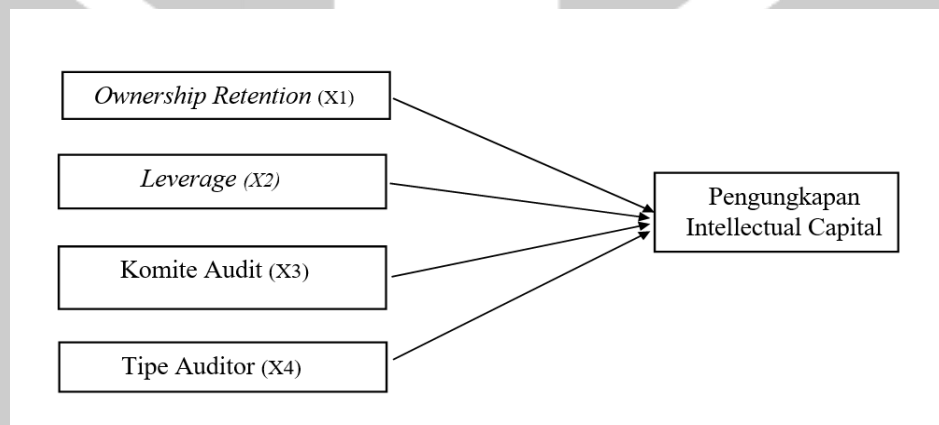 Ownership Retention (X1)
Leverage (X2)
Komite Audit (X3)
Tipe Auditor (X4)
Pengungkapan
Intellectual Capital